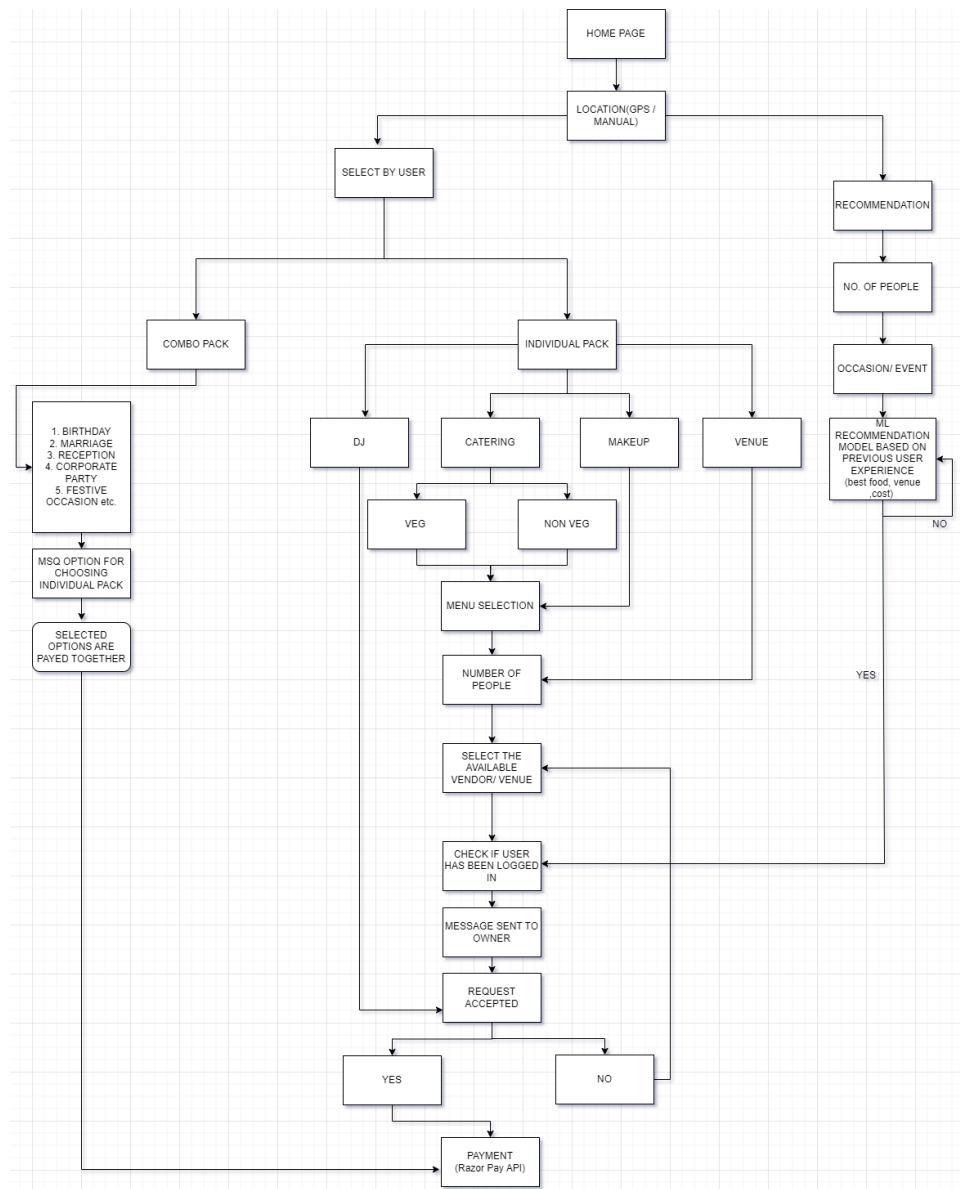 HOME PAGE
LOCATION(GPS /
MANUAL)
SELECT BY USER
RECOMMENDATION
NO. OF PEOPLE
COMBO PACK
INDIVIDUAL PACK
OCCASION/ EVENT
1. BIRTHDAY
2. MARRIAGE
3. RECEPTION
4. CORPORATE
PARTY
5. FESTIVE
OCCASION etc.
DJ
CATERING
MAKEUP
VENUE
ML
RECOMMENDATION
MODEL BASED ON
PREVIOUS USER
EXPERIENCE
(best food, venue
,cost)
NO
VEG
NON VEG
MSQ OPTION FOR
CHOOSING
INDIVIDUAL PACK
MENU SELECTION
SELECTED
OPTIONS ARE
PAYED TOGETHER
NUMBER OF
PEOPLE
YES
SELECT THE
AVAILABLE
VENDOR/ VENUE
CHECK IF USER
HAS BEEN LOGGED
IN
MESSAGE SENT TO
OWNER
REQUEST
ACCEPTED
YES
NO
PAYMENT
(Razor Pay API)